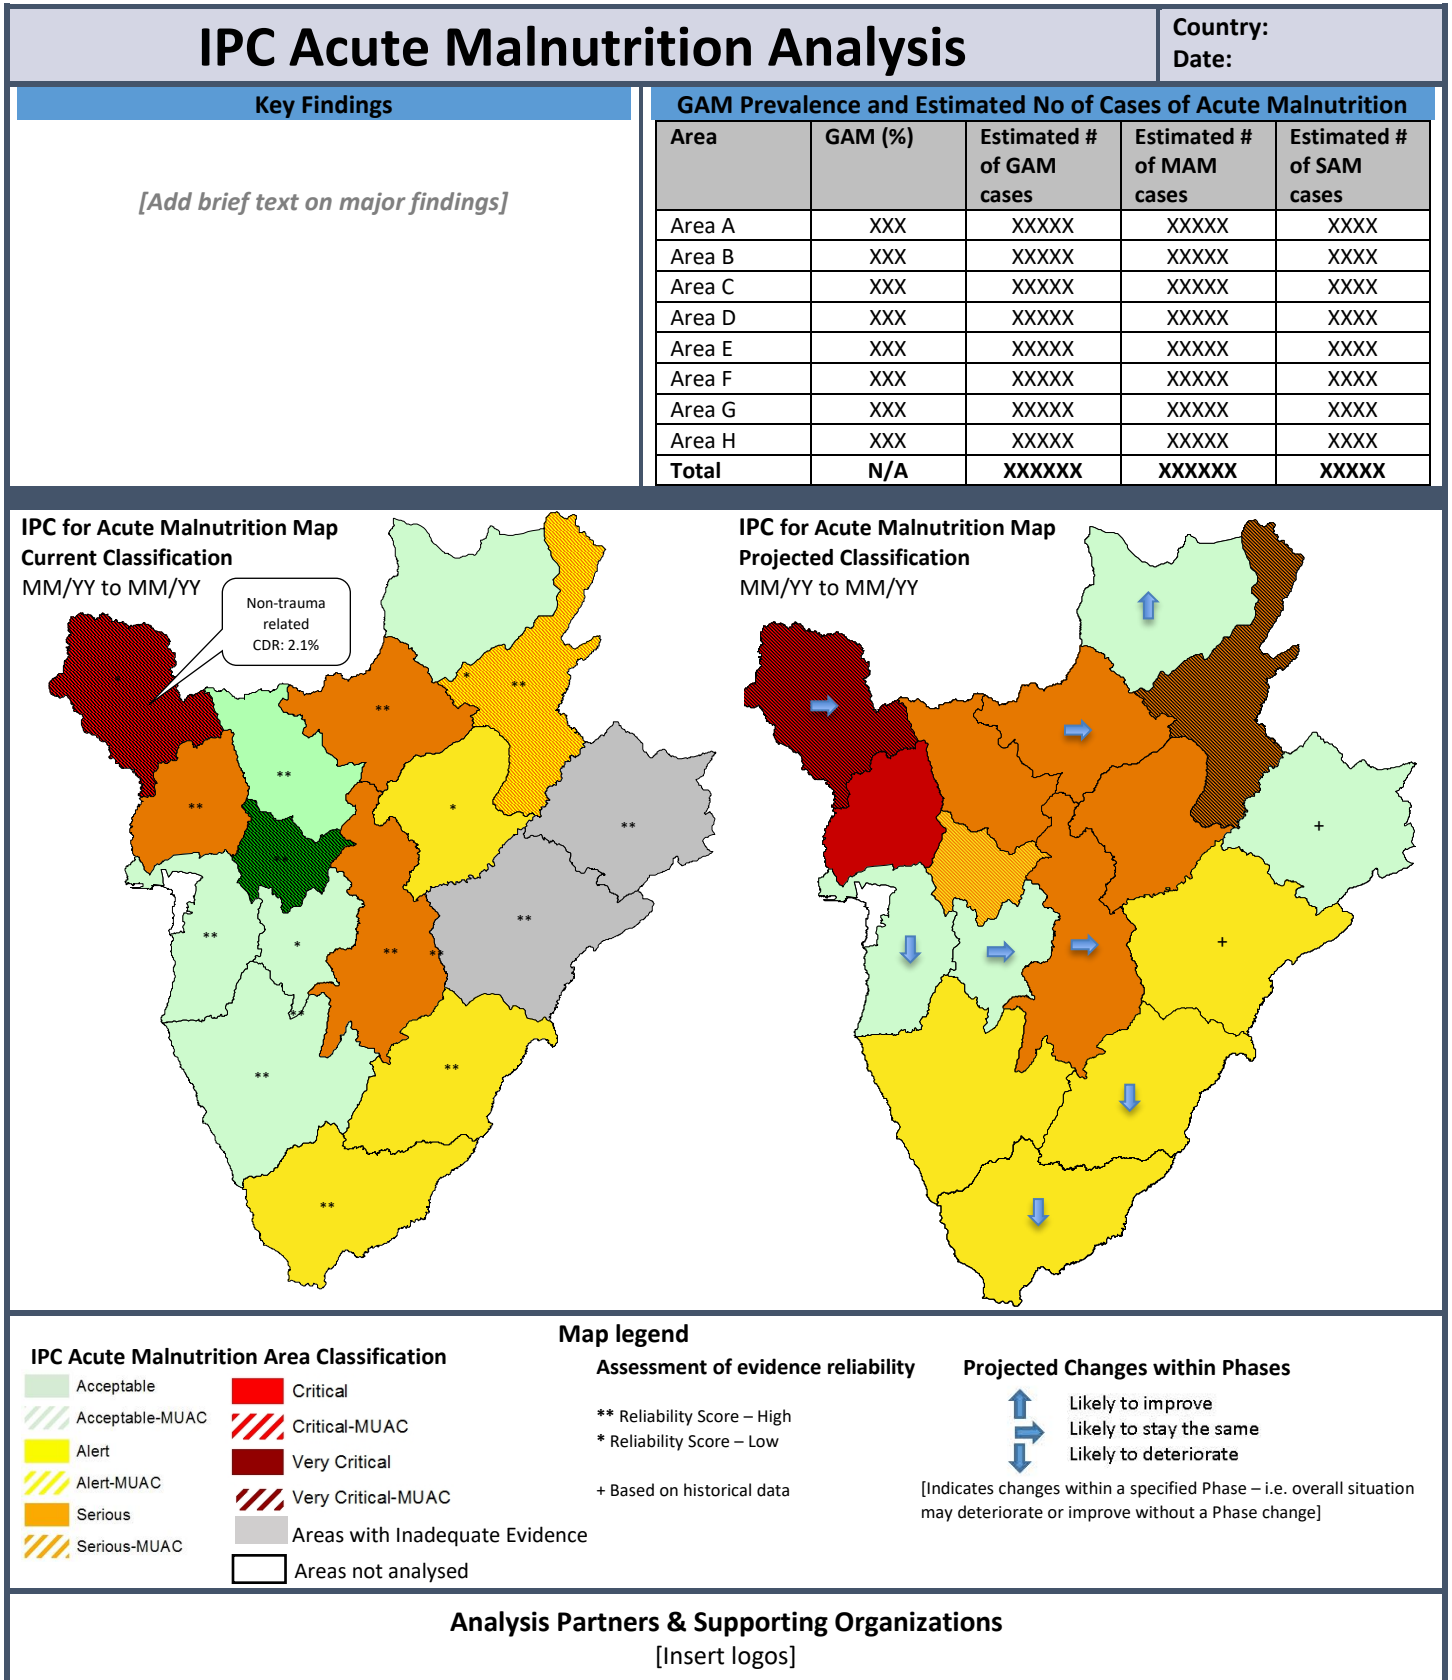 IPC Acute Malnutrition Analysis
Country:
Date:
Key Findings
[Add brief text on major findings]
GAM Prevalence and Estimated No of Cases of Acute Malnutrition
Area GAM (%) Estimated # of GAM cases Estimated # of MAM cases Estimated # of SAM cases
Area A XXX XXXXX XXXXX XXXX
Area B XXX XXXXX XXXXX XXXX
Area C XXX XXXXX XXXXX XXXX
Area D XXX XXXXX XXXXX XXXX
Area E XXX XXXXX XXXXX XXXX
Area F XXX XXXXX XXXXX XXXX
Area G XXX XXXXX XXXXX XXXX
Area H XXX XXXXX XXXXX XXXX
Total N/A XXXXXX XXXXXX XXXXX
IPC for Acute Malnutrition Map
Current Classification
MM/YY to MM/YY
Non-trauma
related
CDR: 2.1%
*
*
**
**
**
**
*
**
**
**
**
*
**
**
**
**
**
**
IPC for Acute Malnutrition Map
Projected Classification
MM/YY to MM/YY
+
+
Map legend
IPC Acute Malnutrition Area Classification
Acceptable
Acceptable-MUAC
Alert
Alert-MUAC
Serious
Serious-MUAC
Critical
Critical-MUAC
Very Critical
Very Critical-MUAC
Areas with Inadequate Evidence
Areas not analysed
Assessment of evidence reliability
** Reliability Score – High
* Reliability Score – Low
+ Based on historical data
Projected Changes within Phases
Likely to improve
Likely to stay the same
Likely to deteriorate
[Indicates changes within a specified Phase – i.e. overall situation
may deteriorate or improve without a Phase change]
Analysis Partners & Supporting Organizations
[Insert logos]